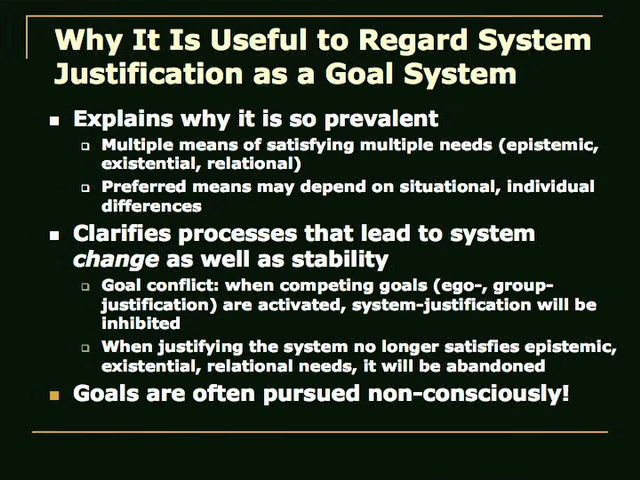 Why It Is Useful to Regard System
Justification as a Goal System
Explains why it is so prevalent
Multiple means of satisfying multiple needs (epistemic,
existential, relational)
Preferred means may depend on situational, individual
differences
Clarifies processes that lead to system
change as well as stability
Goal conflict: when competing goals (ego-, group-
justification) are activated, system-justification will be
inhibited
When justifying the system no longer satisfies epistemic,
existential, relational needs, it will be abandoned
Goals are often pursued non-consciously!